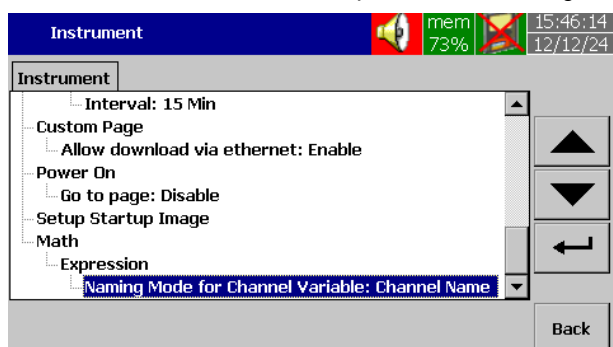 Instrument
mem
73%
15:46:14
12/12/24
Instrument
Interval: 15 Min
Custom Page
Allow download via ethernet: Enable
Power On
Go to page: Disable
Setup Startup Image
Math
Expression
Naming Mode for Channel Variable: Channel Name
Back